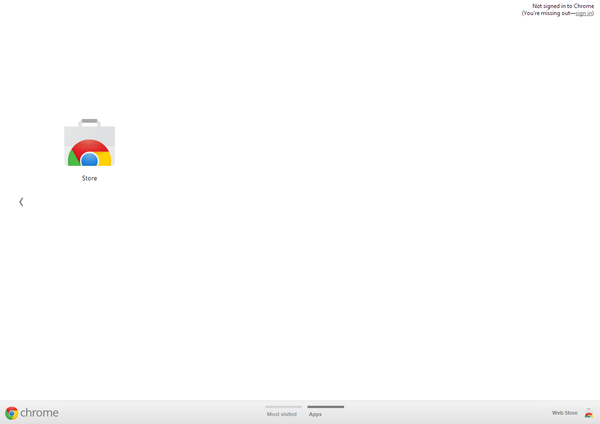 Not signed in to Chrome
(You're missing out—sign in)
Store
chrome
Most visited
Apps
Web Store